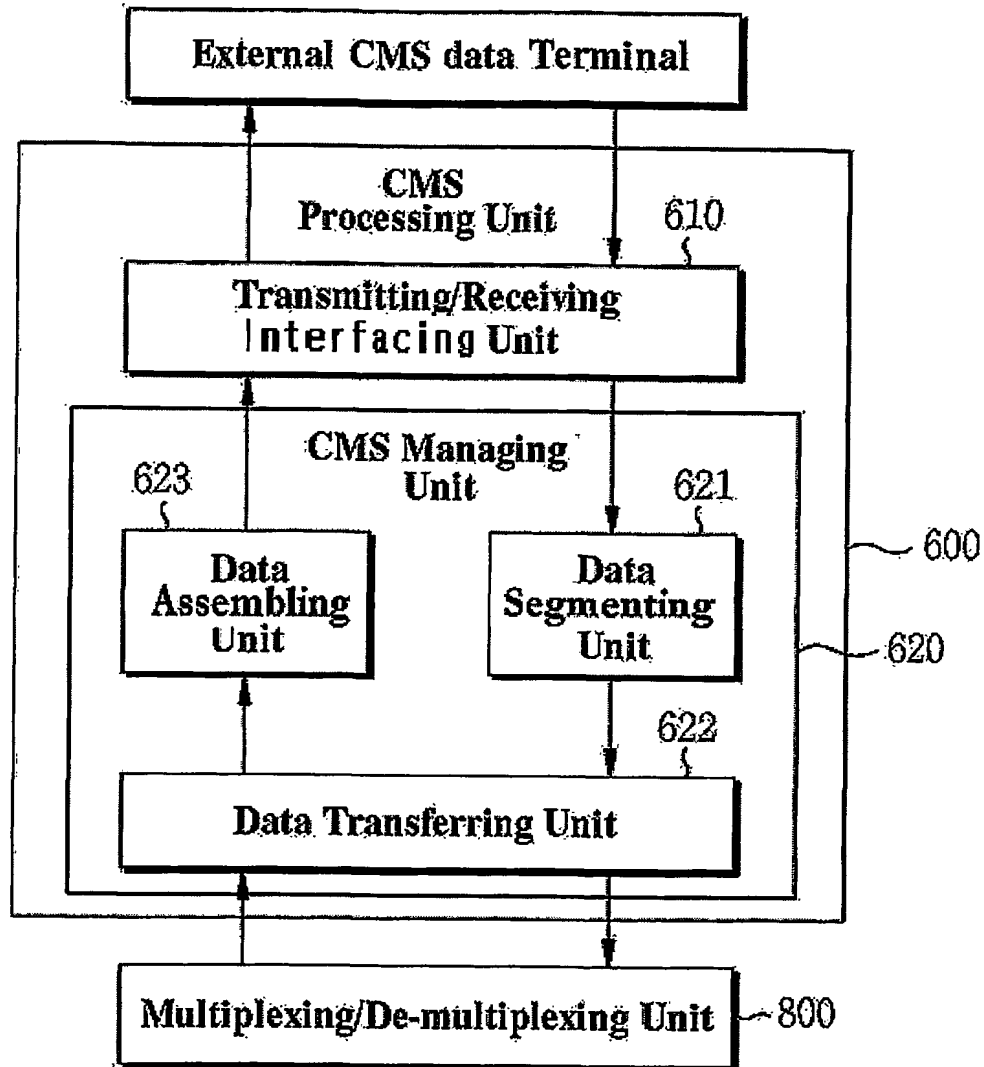 External CMS data Terminal
CMS
Processing Unit
610
Transmitting/Receiving
Interfacing Unit
CMS Managing
Unit
623
621
Data
Assembling
Unit
Data
Segmenting
Unit
600
620
622
Data Transferring Unit
Multiplexing/De-multiplexing Unit
800